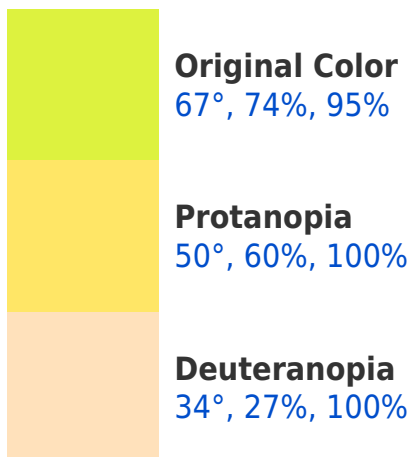 Original Color
67°, 74%, 95%
Protanopia
50°, 60%, 100%
Deuteranopia
34°, 27%, 100%